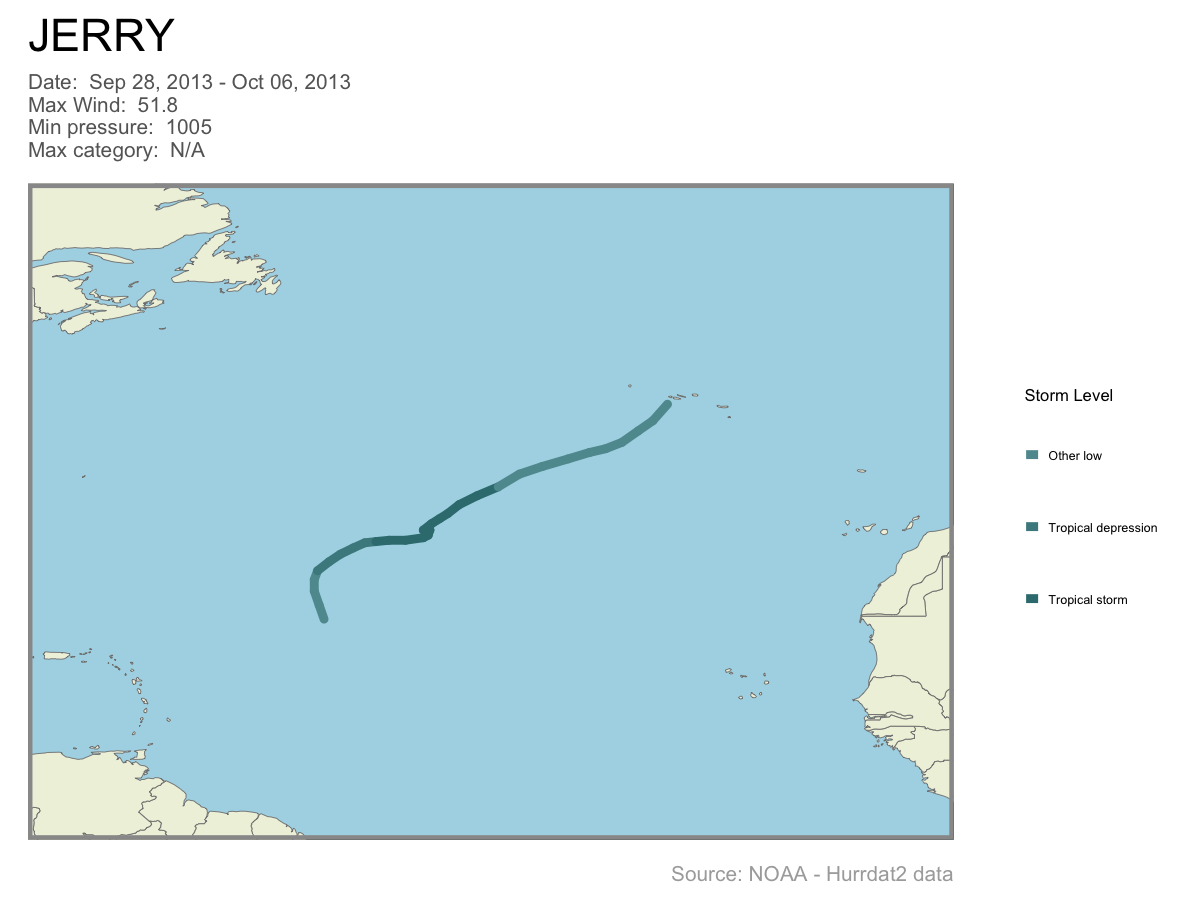 JERRY
Date:  Sep 28, 2013 - Oct 06, 2013
Max Wind:  51.8
Min pressure:  1005
Max category:  N/A
Storm Level
Other low
Tropical depression
Tropical storm
Source: NOAA - Hurrdat2 data